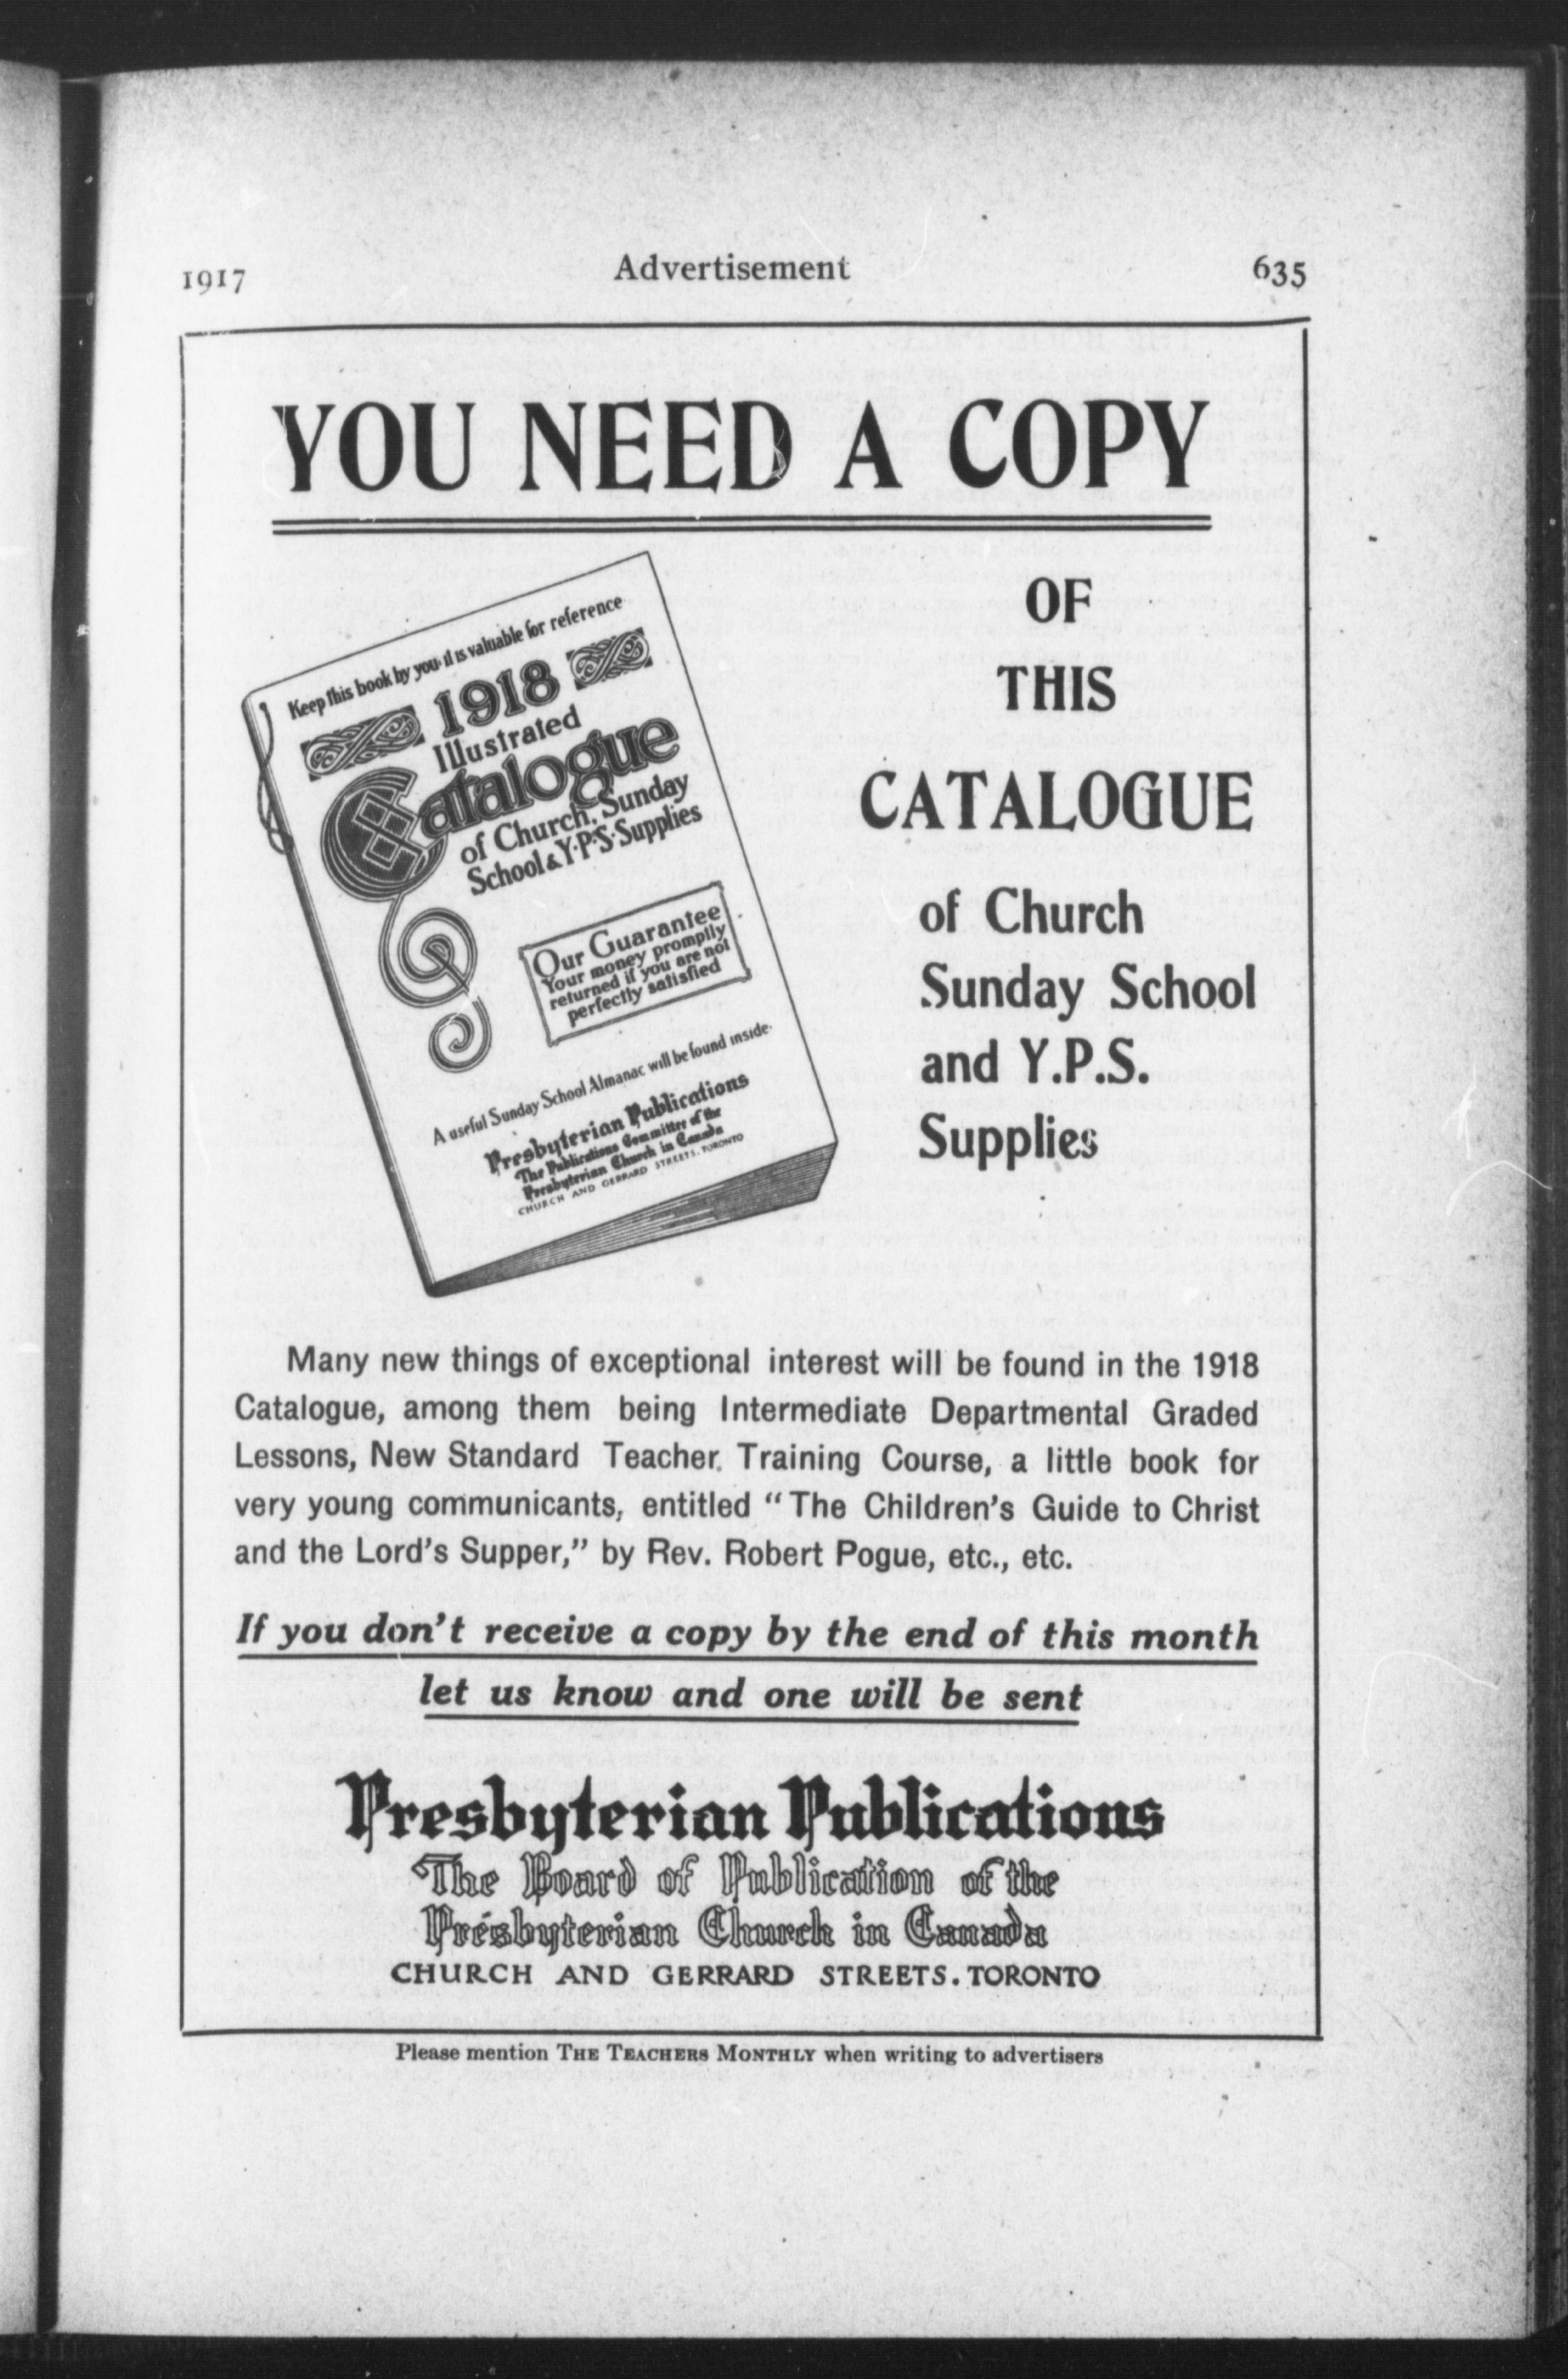 1917
Advertisement
635
YOU NEED A COPY
Keep this book by you·it is valuable for reference
1918
Illustrated
Catalogue
of Church, Sunday
School & Y·P·S·Supplies
Our Guarantee
Your money promptly
returned if you are not
perfectly satisfied
A useful Sunday School Almanac will be found inside·
Presbyterian Publications
The Publications Committee of the
Presbyterian Church in Canada
CHURCH AND GERRARD STREETS. TORONTO
OF
THIS
CATALOGUE
of Church
Sunday School
and Y.P.S.
Supplies
Many new things of exceptional interest will be found in the 1918
Catalogue, among them being Intermediate Departmental Graded
Lessons, New Standard Teacher Training Course, a little book for
very young communicants, entitled “The Children's Guide to Christ
and the Lord's Supper,” by Rev. Robert Pogue, etc., etc.
If you don't receive a copy by the end of this month
let us know and one will be sent
Presbyterian Publications
The Board of Publication of the
Presbyterian Church in Canada
CHURCH AND GERRARD STREETS. TORONTO
Please mention THE TEACHERS MONTHLY when writing to advertisers